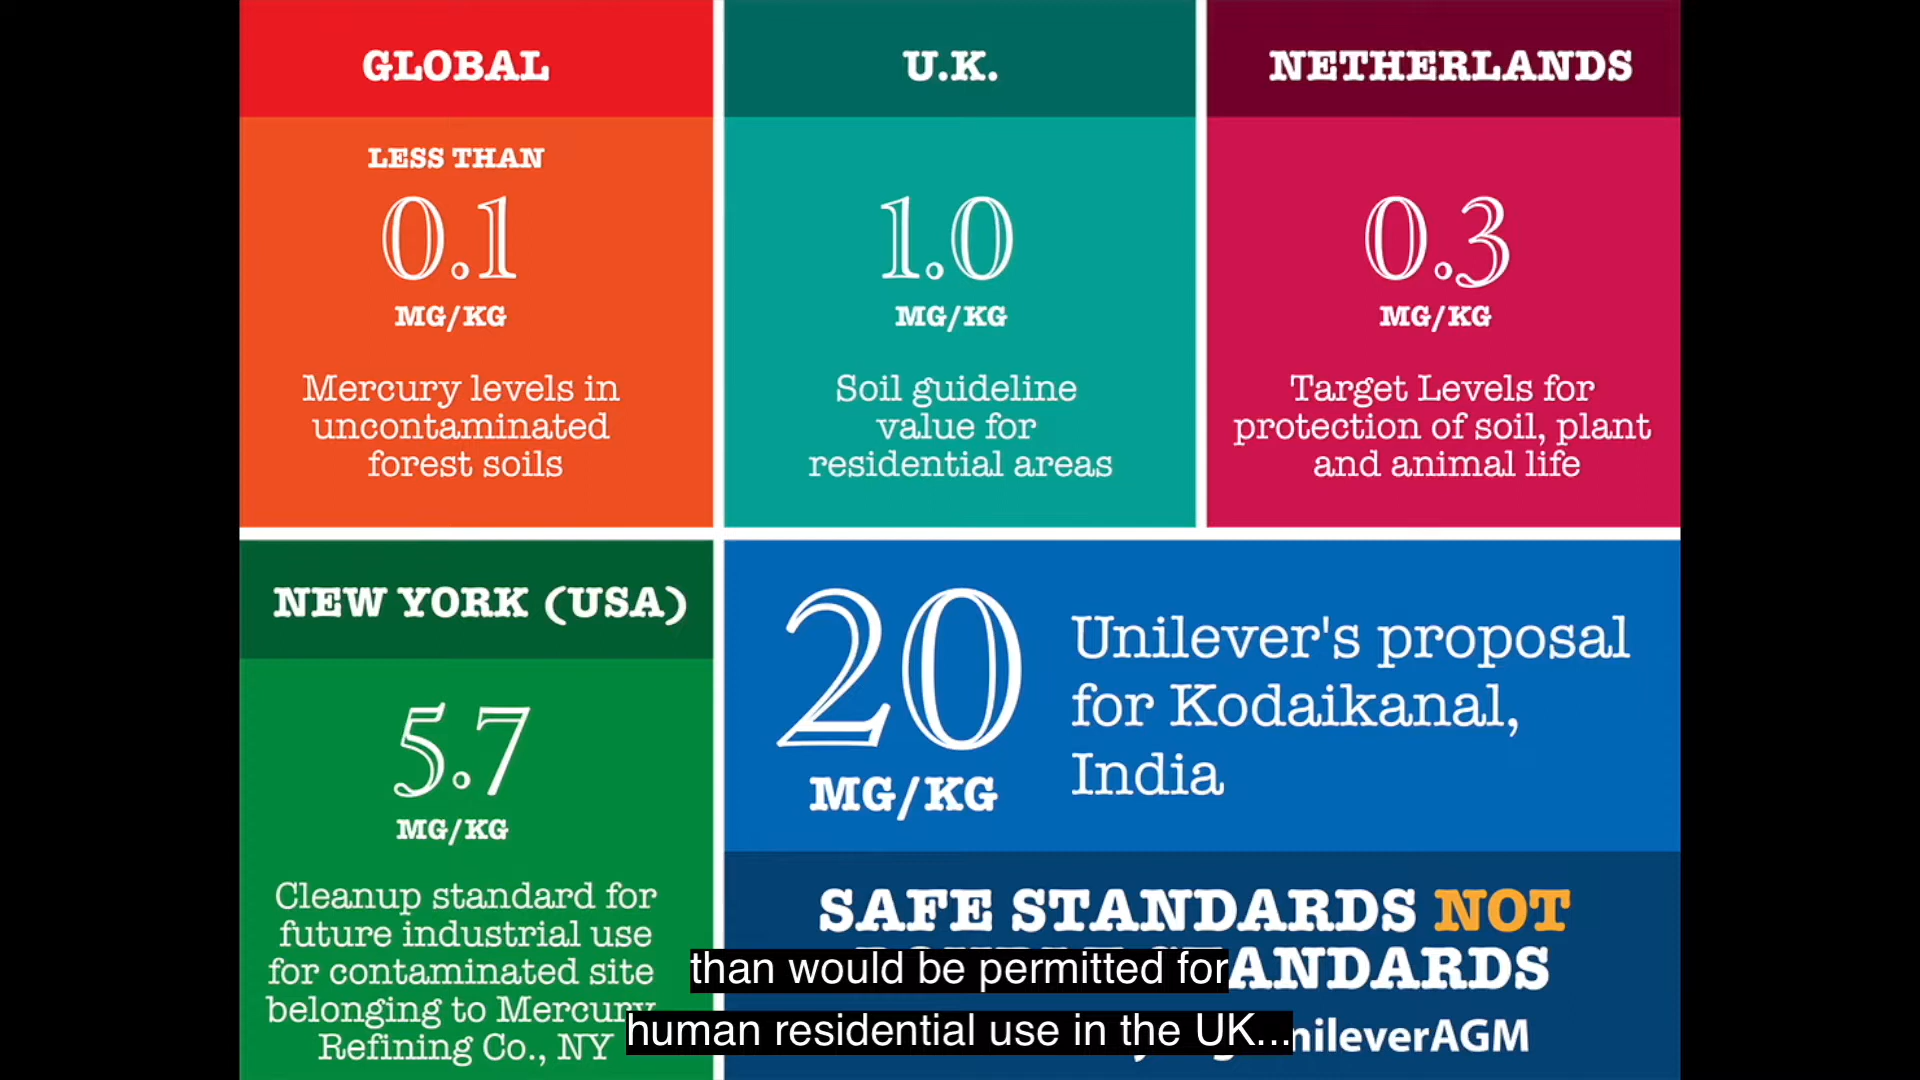 GLOBAL
LESS THAN
0.1
MG/KG
Mercury levels in
uncontaminated
forest soils
U.K.
1.0
MG/KG
Soil guideline
value for
residential areas
NETHERLANDS
0.3
MG/KG
Target Levels for
protection of soil, plant
and animal life
NEW YORK (USA)
5.7
MG/KG
Cleanup standard for
future industrial use
for contaminated site
belonging to Mercury
Refining Co., NY
20
MG/KG
Unilever's proposal
for Kodaikanal,
India
SAFE STANDARDS NOT
STANDARDS
nileverAGM
than would be permitted for
human residential use in the UK...